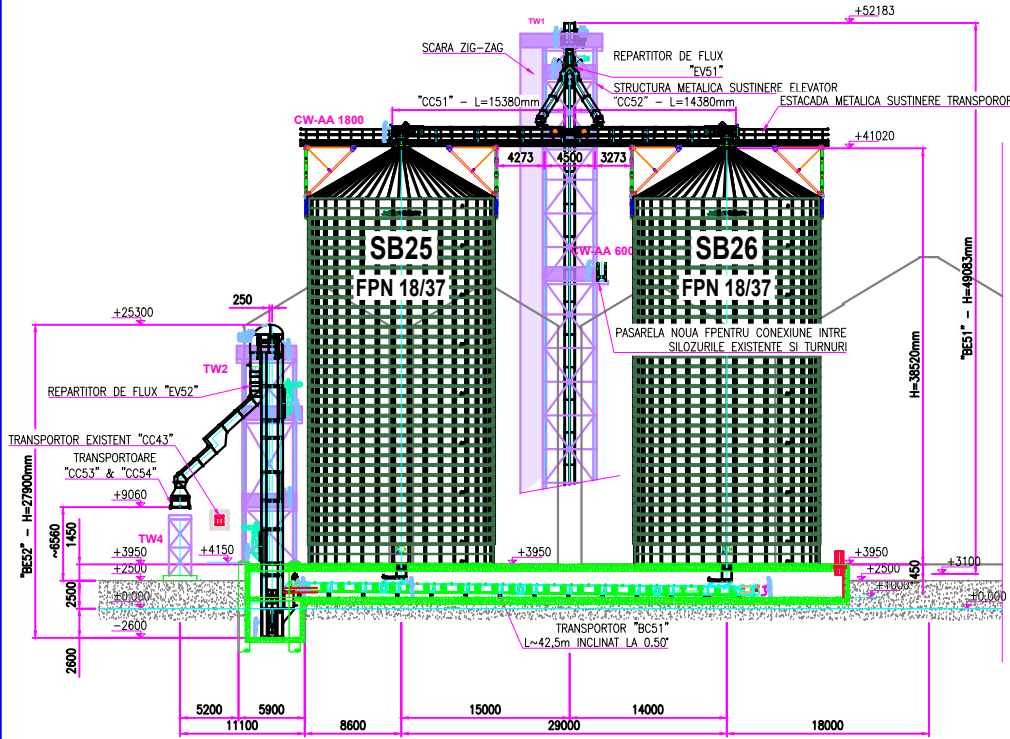 +52183
TW1
SCARA ZIG-ZAG
REPARTITOR DE FLUX
"EV51"
STRUCTURA METALICA SUSTINERE ELEVATOR
"CC51" - L=15380mm
"CC52" - L=14380mm
ESTACADA METALICA SUSTINERE TRANSPOROR
CW-AA 1800
+41020
4273
4500
3273
SB25
FPN 18/37
SB26
FPN 18/37
CW-AA 600
250
+25300
PASARELA NOUA FPENTRU CONEXIUNE INTRE
SILOZURILE EXISTENTE SI TURNURI
"BE51" - H=49083mm
H=38520mm
TW2
REPARTITOR DE FLUX "EV52"
TRANSPORTOR EXISTENT "CC43"
TRANSPORTOARE
"CC53" & "CC54"
+9060
"BE52" - H=27900mm
~6560
1450
TW4
+4150
+3950
+2500
+3950
+3950
+3100
+2500
450
+1000
2500
±0.000
±0.000
-2600
2600
TRANSPORTOR "BC51"
L~42,5m INCLINAT LA 0.50°
5200
5900
15000
14000
11100
8600
29000
18000